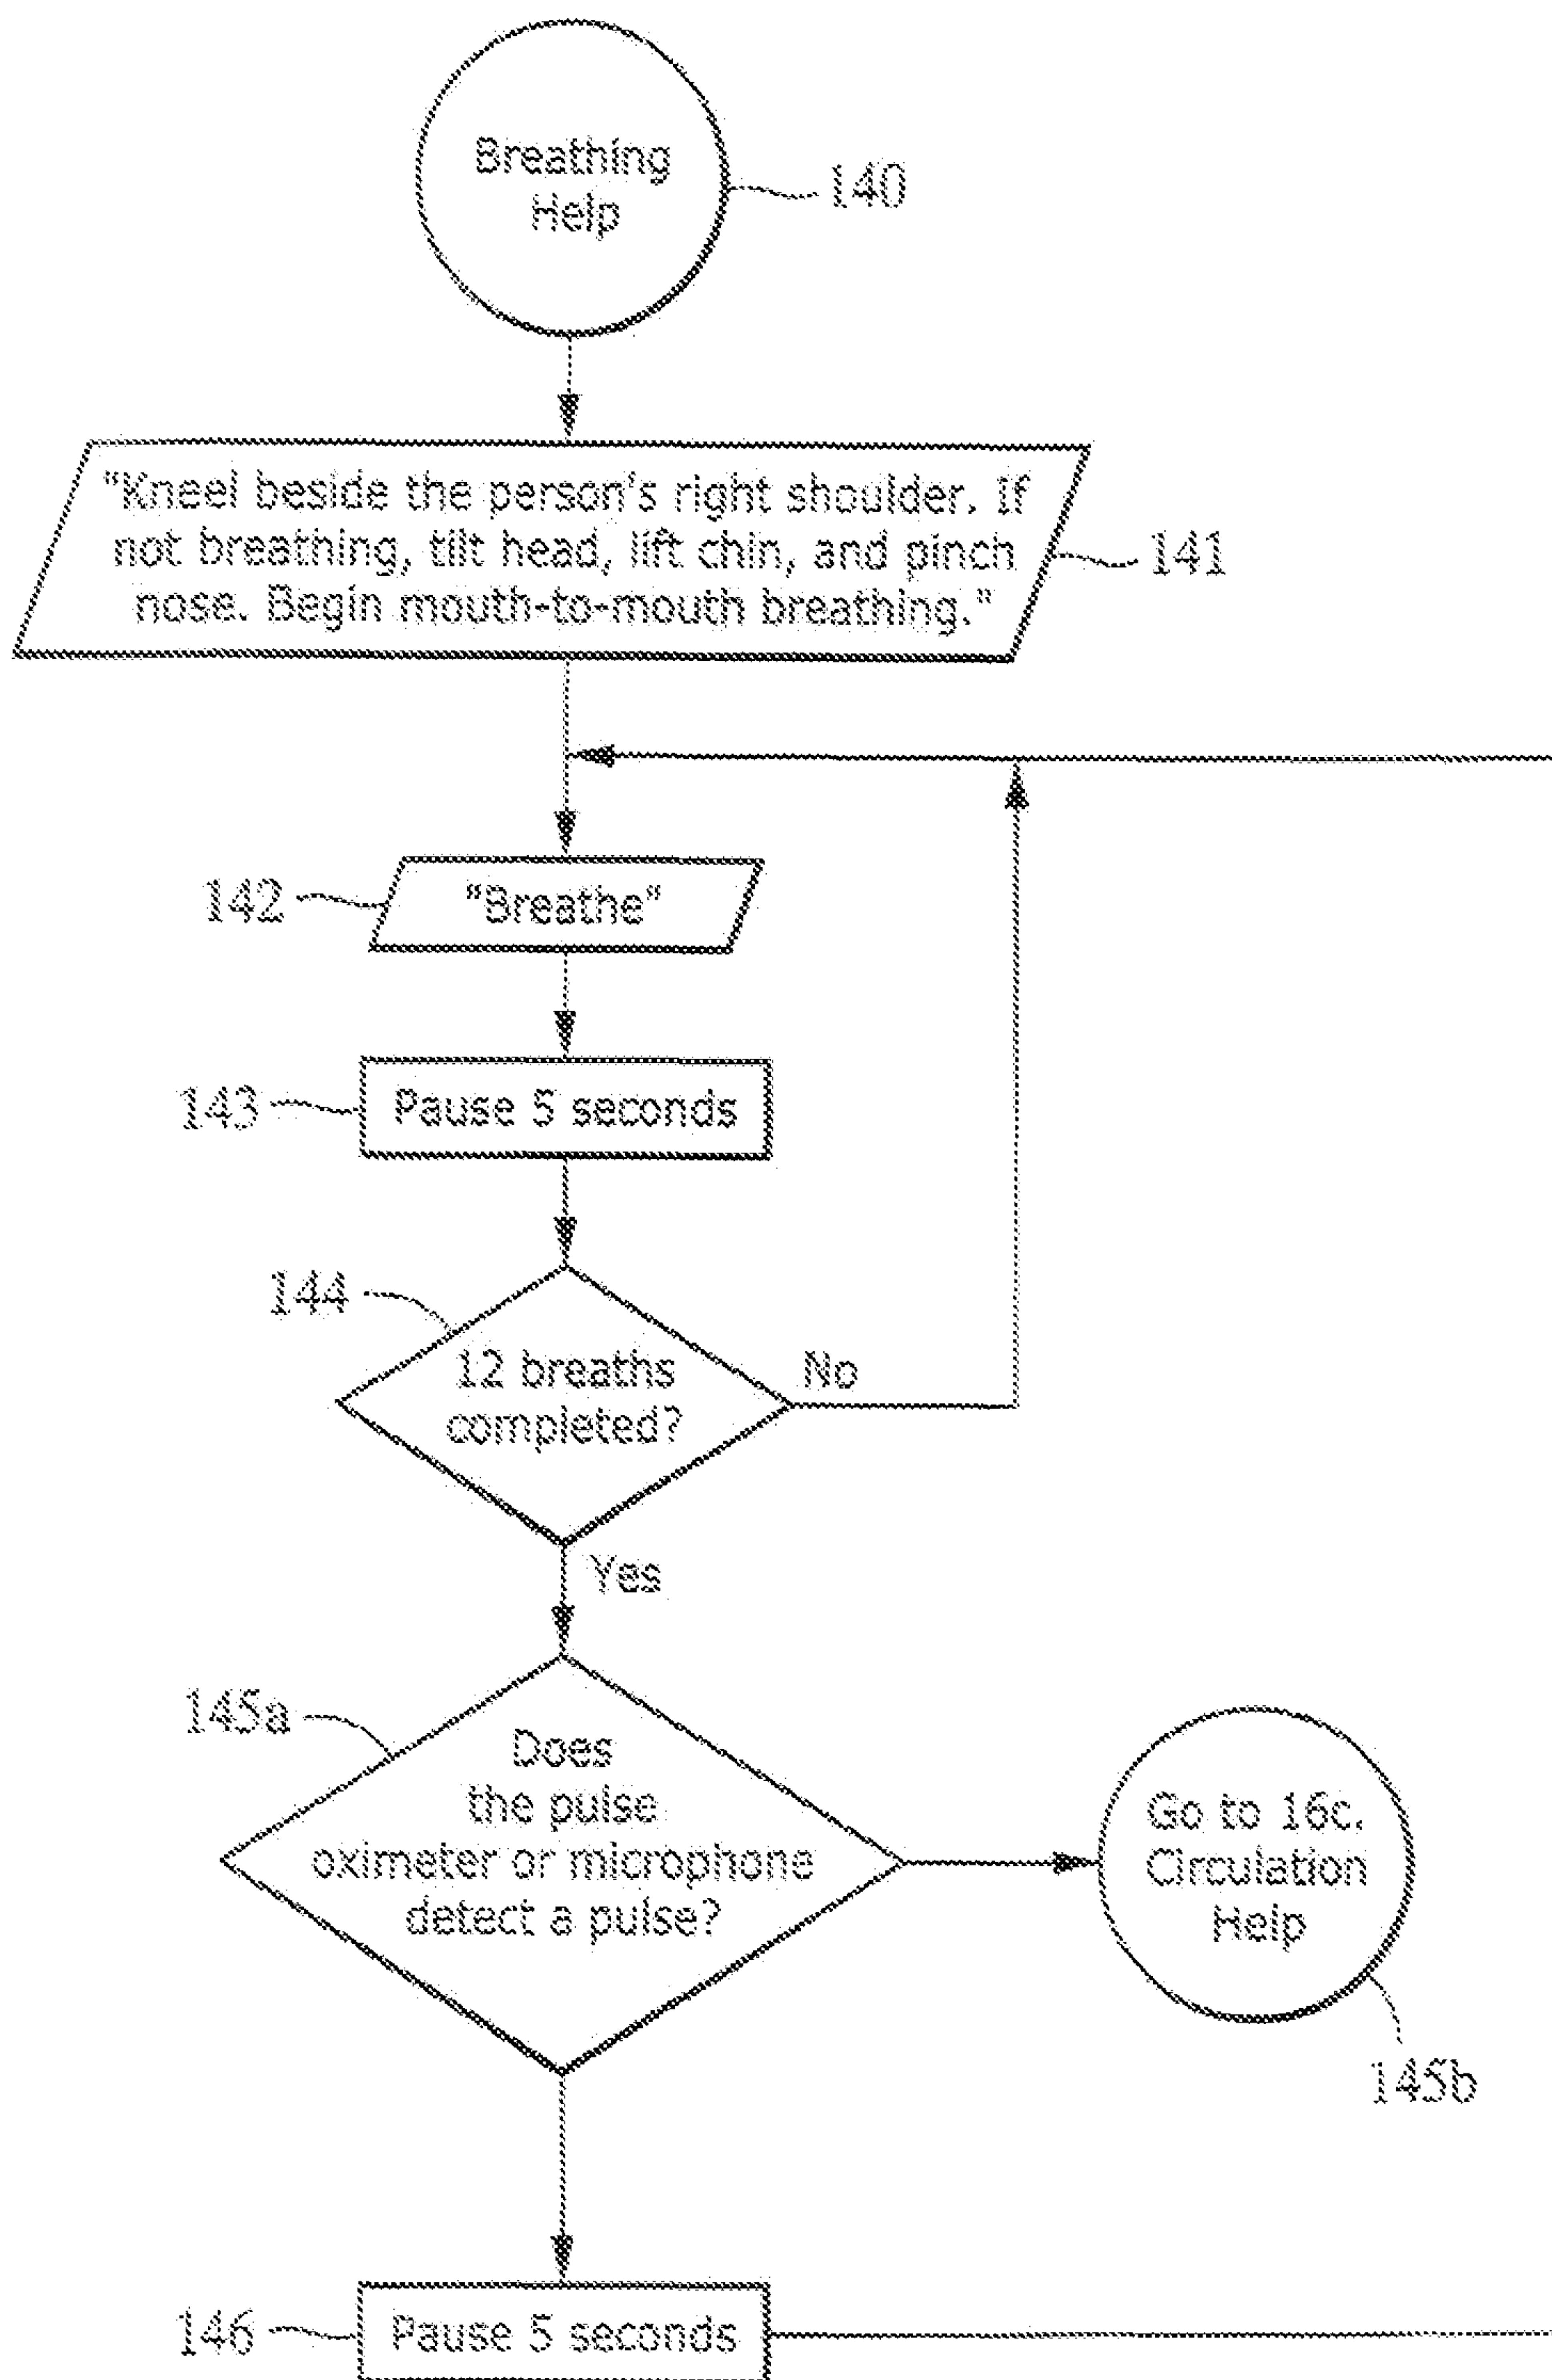 Breathing
Help
140
"Kneel beside the person's right shoulder. If
not breathing, tilt head, lift chin, and pinch
nose. Begin mouth-to-mouth breathing."
141
142
"Breathe"
143
Pause 5 seconds
144
12 breaths
completed?
No
Yes
145a
Does
the pulse
oximeter or microphone
detect a pulse?
Go to 16c.
Circulation
Help
145b
146
Pause 5 seconds